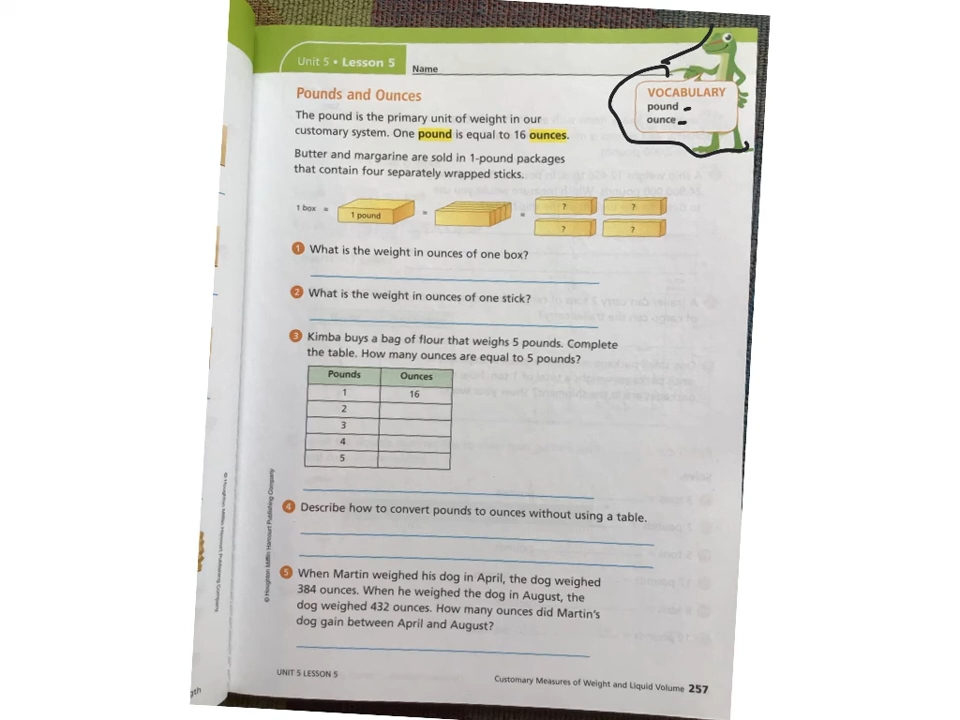 Unit 5 • Lesson 5
Name
VOCABULARY
pound
ounce
Pounds and Ounces
The pound is the primary unit of weight in our
customary system. One pound is equal to 16 ounces.
Butter and margarine are sold in 1-pound packages
that contain four separately wrapped sticks.
1 box = 1 pound = = ? ?
? ?
1 What is the weight in ounces of one box?
2 What is the weight in ounces of one stick?
3 Kimba buys a bag of flour that weighs 5 pounds. Complete
the table. How many ounces are equal to 5 pounds?
Pounds Ounces
1 16
2
3
4
5
4 Describe how to convert pounds to ounces without using a table.
5 When Martin weighed his dog in April, the dog weighed
384 ounces. When he weighed the dog in August, the
dog weighed 432 ounces. How many ounces did Martin's
dog gain between April and August?
© Houghton Mifflin Harcourt Publishing Company
UNIT 5 LESSON 5
Customary Measures of Weight and Liquid Volume 257